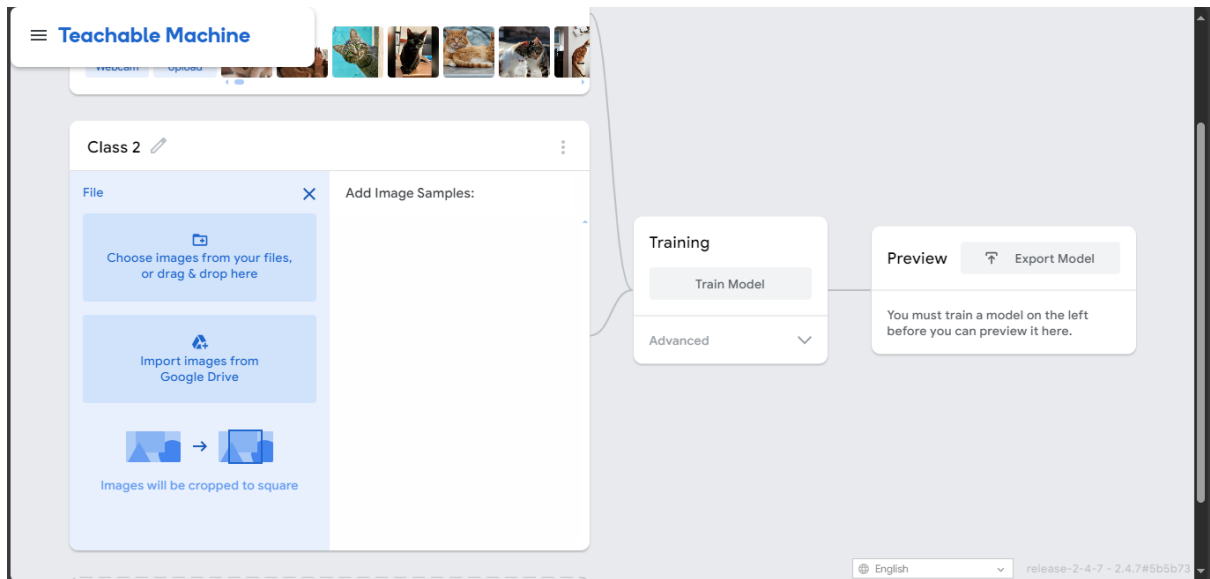 Teachable Machine
Webcam
Upload
Class 2
File
Add Image Samples:
Choose images from your files,
or drag & drop here
Import images from
Google Drive
Images will be cropped to square
Training
Train Model
Advanced
Preview
Export Model
You must train a model on the left
before you can preview it here.
English
release-2-4-7 - 2.4.7#5b5b73